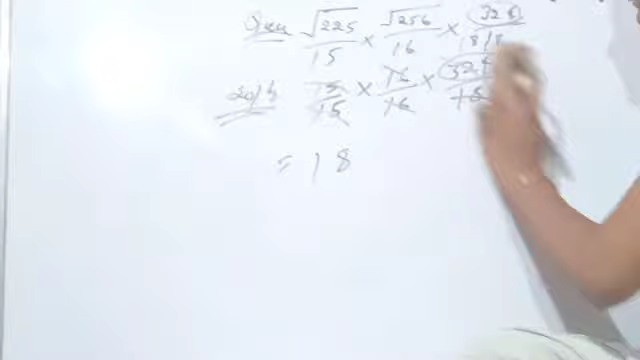 Ques √225/15 × √256/16 × 324/18
Solⁿ 15/15 × 16/16 × 324/18
= 18